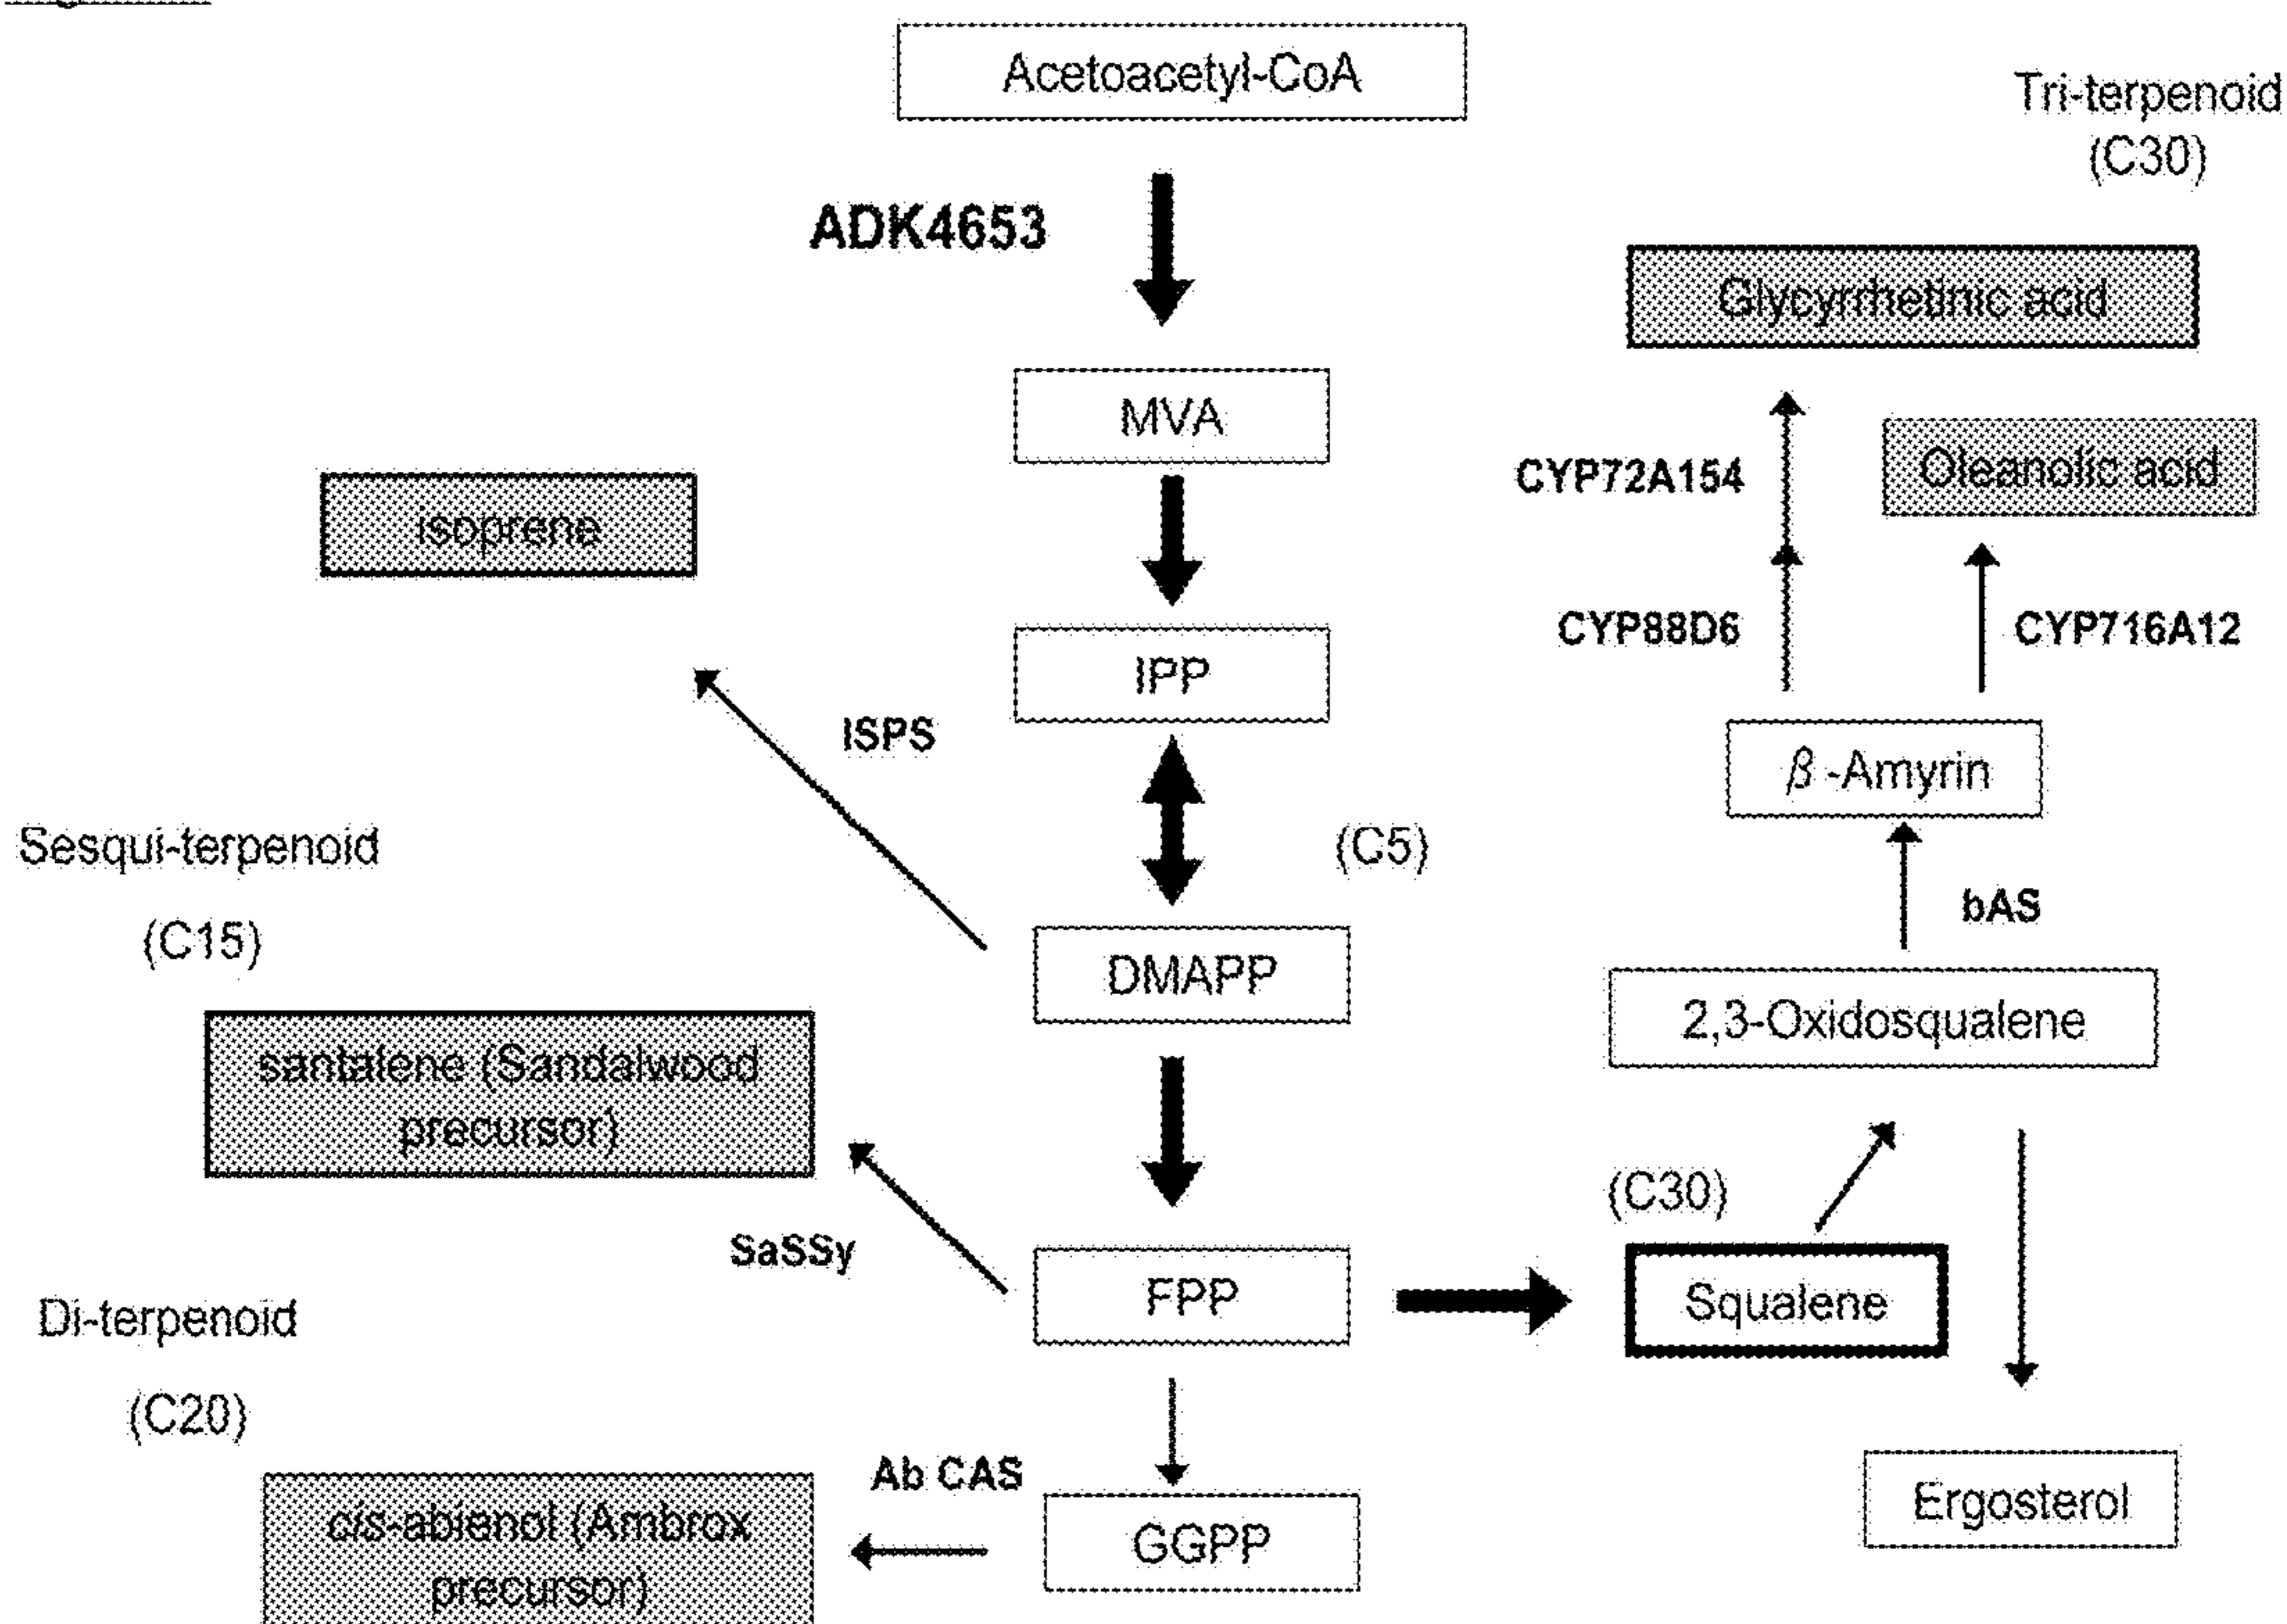 Acetoacetyl-CoA
Tri-terpenoid
(C30)
ADK4653
Glycyrrhetinic acid
MVA
CYP72A154
Oleanolic acid
isoprene
CYP88D6
CYP716A12
IPP
ISPS
β-Amyrin
Sesqui-terpenoid
(C15)
(C5)
bAS
DMAPP
2,3-Oxidosqualene
santalene (Sandalwood
precursor)
(C30)
SaSSy
FPP
Squalene
Di-terpenoid
(C20)
Ab CAS
Ergosterol
cis-abienol (Ambrox
precursor)
GGPP